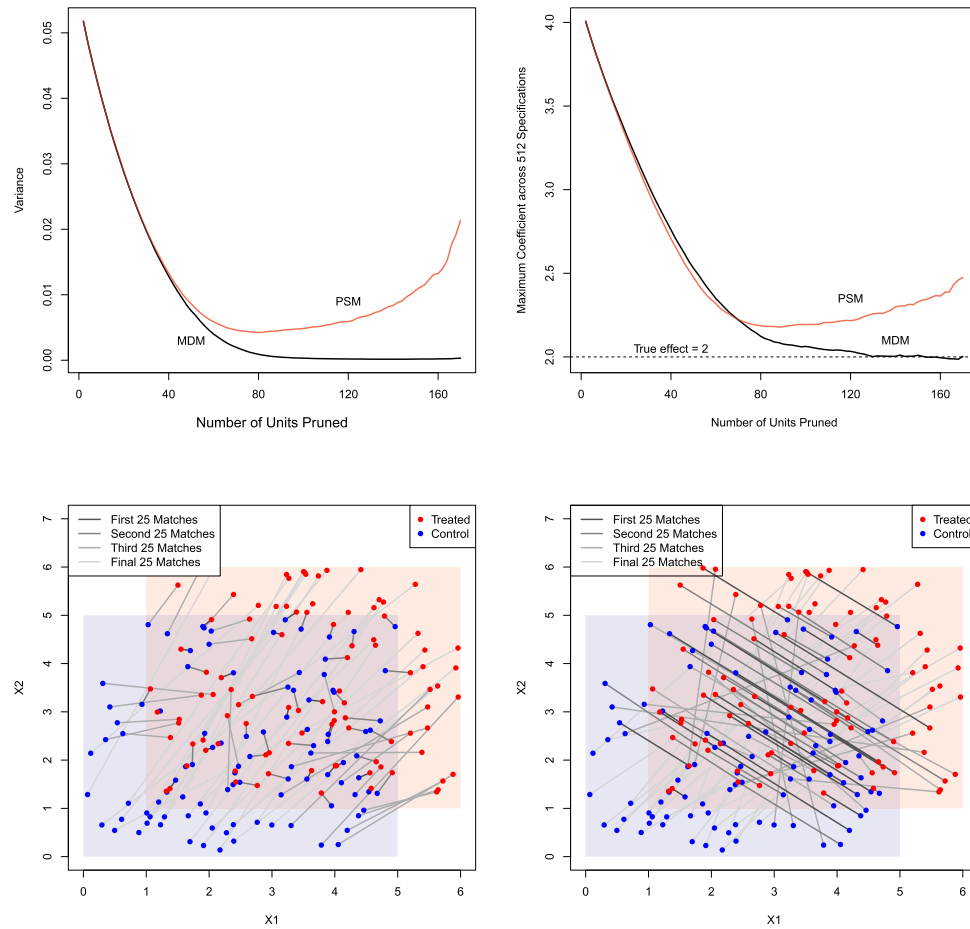 Variance
0.05
0.04
0.03
0.02
0.01
0.00
PSM
MDM
0
40
80
120
160
Number of Units Pruned
Maximum Coefficient across 512 Specifications
4.0
3.5
3.0
2.5
2.0
PSM
True effect = 2
MDM
0
40
80
120
160
Number of Units Pruned
First 25 Matches
Second 25 Matches
Third 25 Matches
Final 25 Matches
Treated
Control
X2
7
6
5
4
3
2
1
0
0
1
2
3
4
5
6
X1
First 25 Matches
Second 25 Matches
Third 25 Matches
Final 25 Matches
Treated
Control
X2
7
6
5
4
3
2
1
0
0
1
2
3
4
5
6
X1